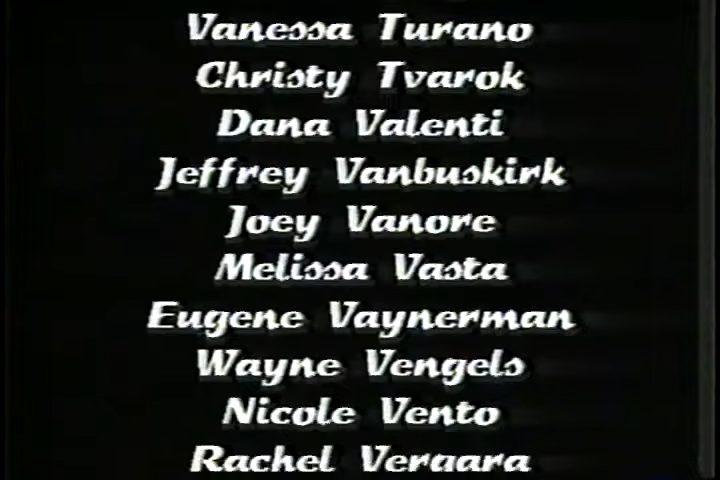 Vanessa Turano
Christy Tvarok
Dana Valenti
Jeffrey Vanbuskirk
Joey Vanore
Melissa Vasta
Eugene Vaynerman
Wayne Vengels
Nicole Vento
Rachel Vergara